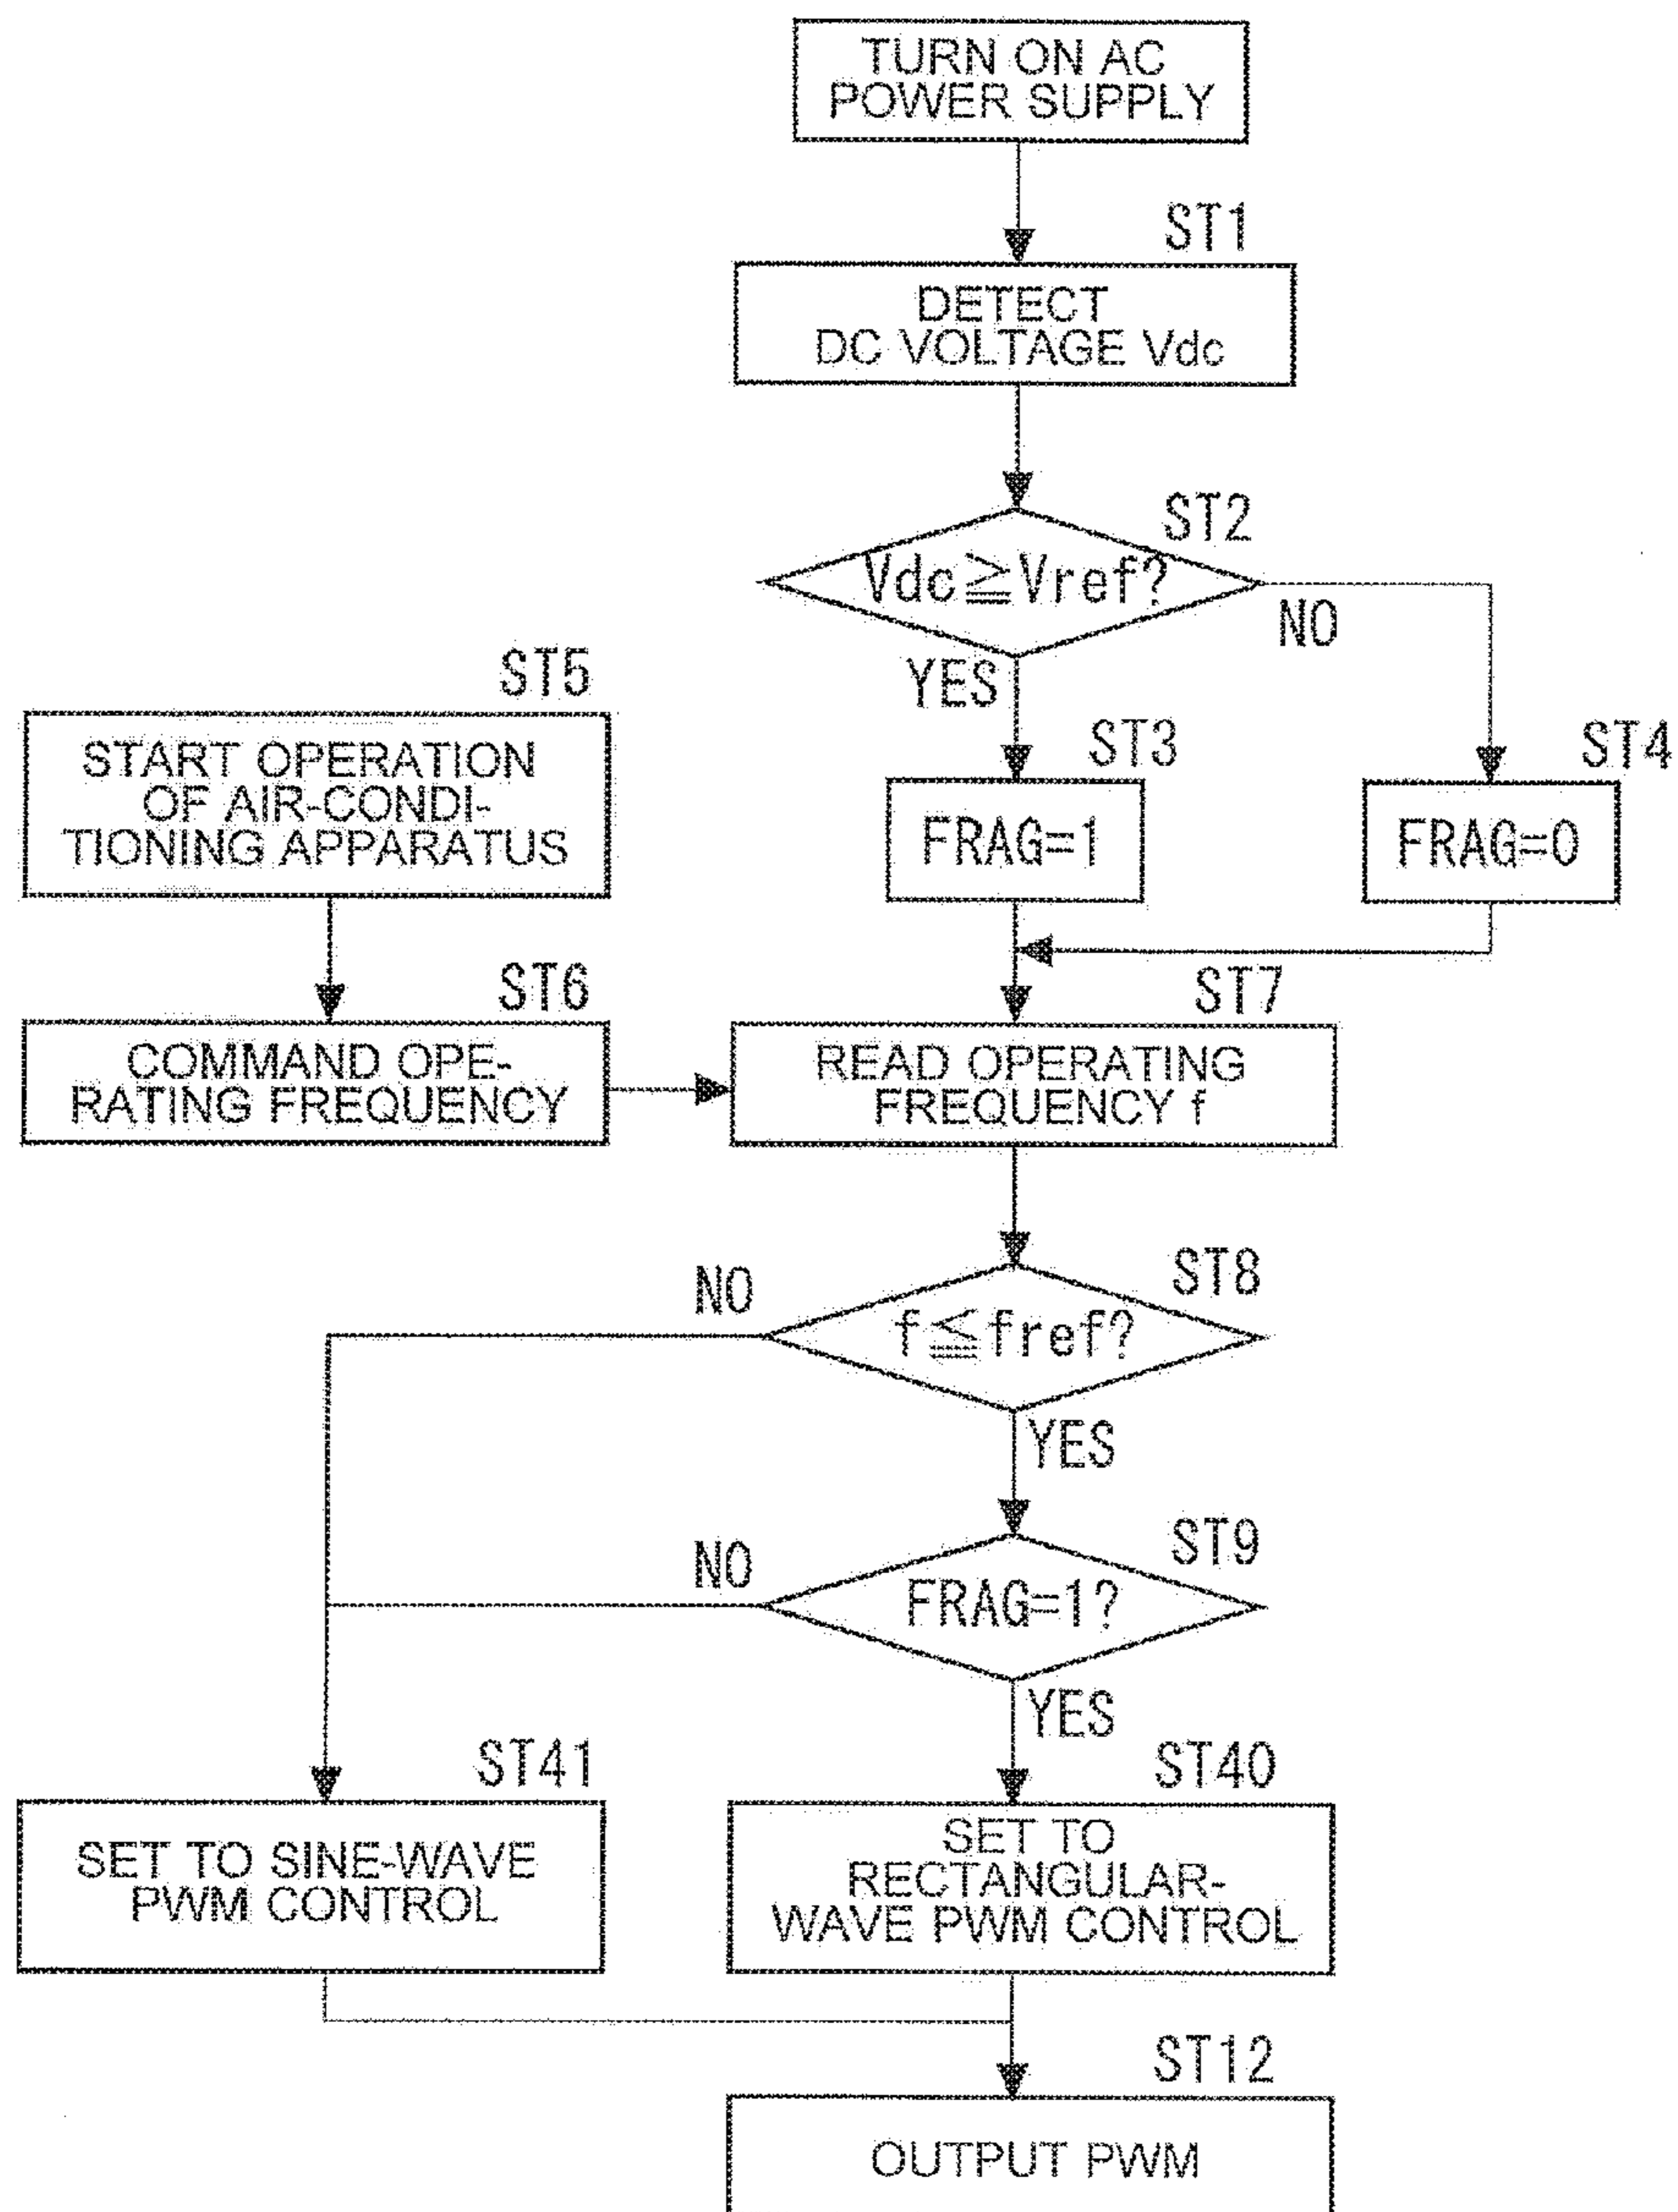 TURN ON AC
POWER SUPPLY
ST1
DETECT
DC VOLTAGE Vdc
ST2
Vdc≧Vref?
NO
YES
ST5
START OPERATION
OF AIR-CONDI-
TIONING APPARATUS
ST3
FRAG=1
ST4
FRAG=0
ST6
COMMAND OPE-
RATING FREQUENCY
ST7
READ OPERATING
FREQUENCY f
ST8
f≦fref?
NO
YES
ST9
FRAG=1?
NO
YES
ST41
SET TO SINE-WAVE
PWM CONTROL
ST40
SET TO
RECTANGULAR-
WAVE PWM CONTROL
ST12
OUTPUT PWM